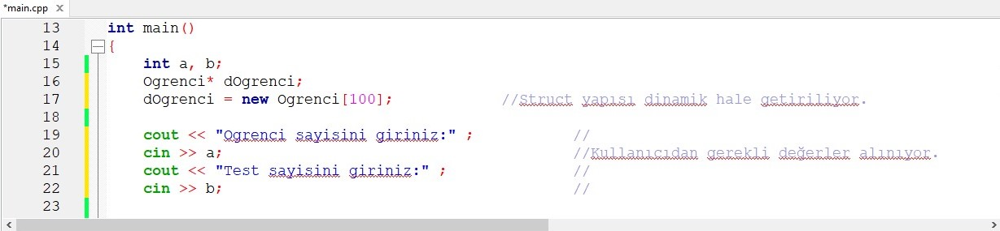 *main.cpp X
13 int main()
14 {
15 int a, b;
16 Ogrenci* dOgrenci;
17 dOgrenci = new Ogrenci[100]; //Struct yapısı dinamik hale getiriliyor.
18
19 cout << "Ogrenci sayisini giriniz:" ; //
20 cin >> a; //Kullanıcıdan gerekli değerler alınıyor.
21 cout << "Test sayisini giriniz:" ; //
22 cin >> b; //
23